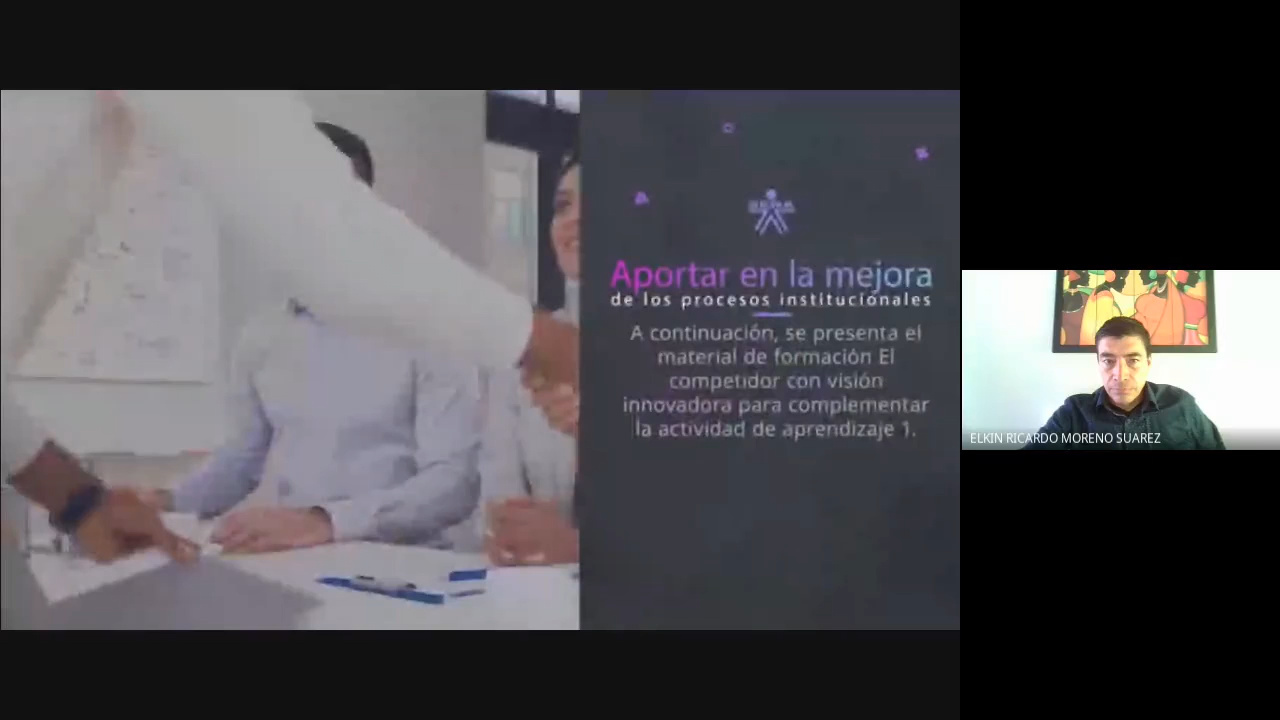 SENA
Aportar en la mejora
de los procesos institucionales
A continuación, se presenta el
material de formación El
competidor con visión
innovadora para complementar
la actividad de aprendizaje 1.
ELKIN RICARDO MORENO SUAREZ